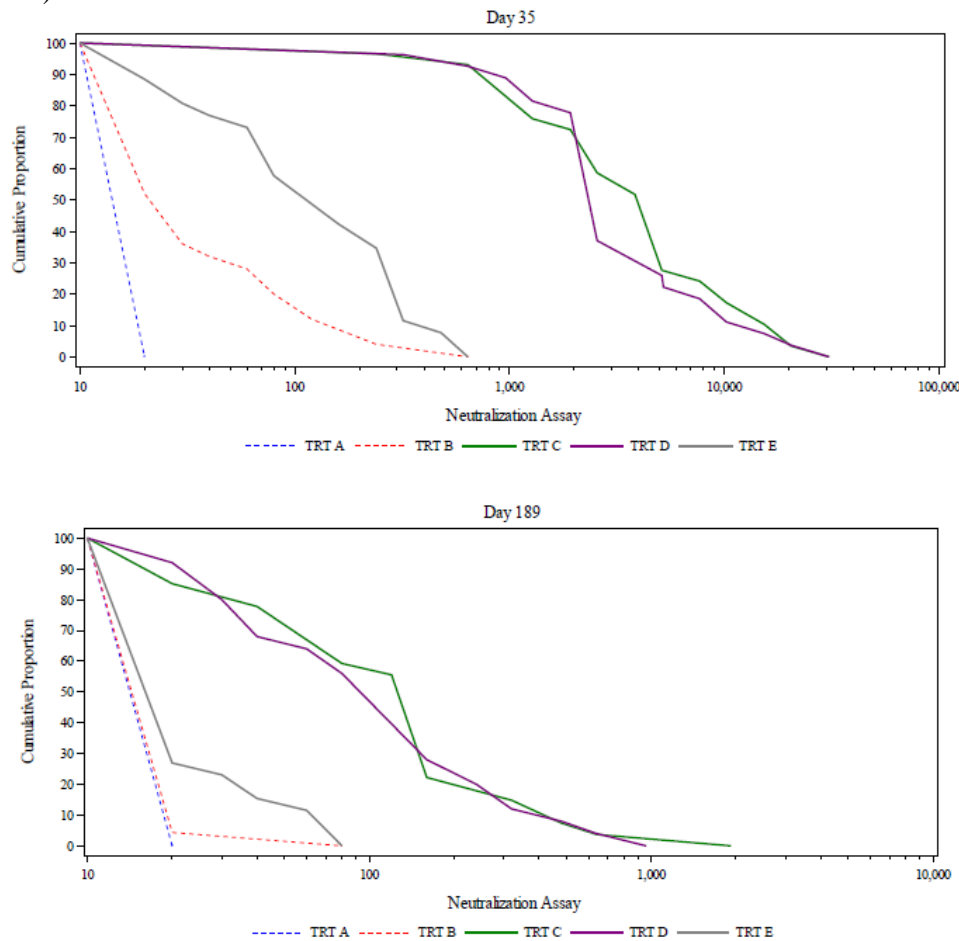 )
Day 35
Cumulative Proportion
100
90
80
70
60
50
40
30
20
10
0
10 100 1,000 10,000 100,000
Neutralization Assay
TRT A TRT B TRT C TRT D TRT E
Day 189
Cumulative Proportion
100
90
80
70
60
50
40
30
20
10
0
10 100 1,000 10,000
Neutralization Assay
TRT A TRT B TRT C TRT D TRT E